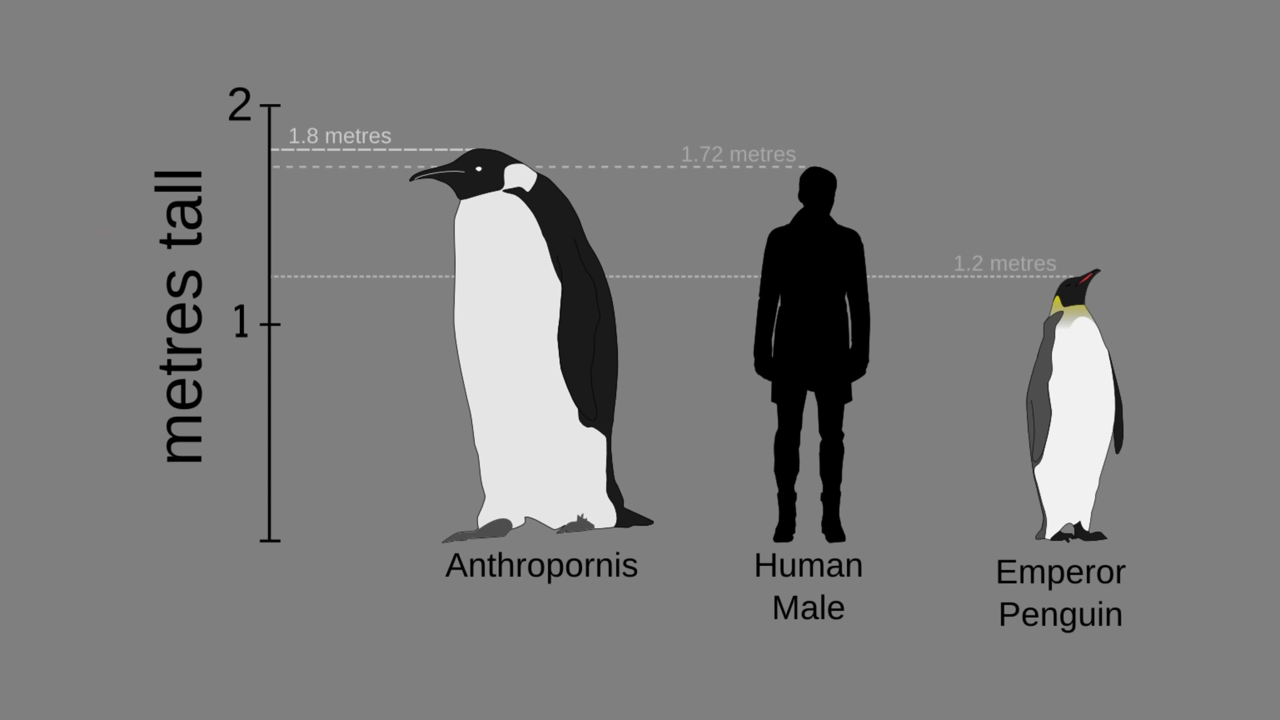 2
1.8 metres
1.72 metres
metres tall
1.2 metres
1
Anthropornis
Human
Male
Emperor
Penguin